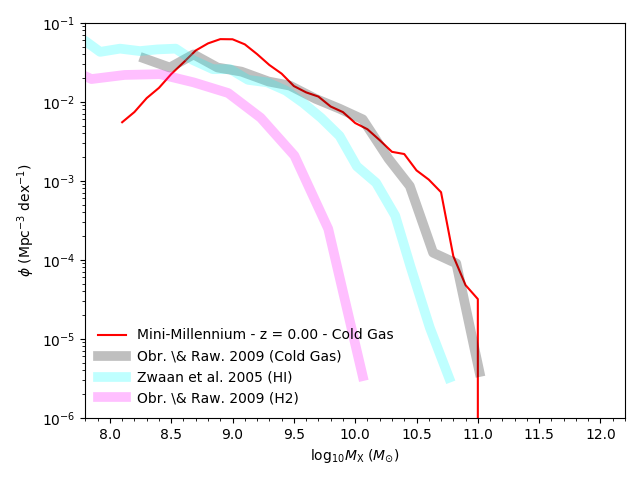 10⁻¹
10⁻²
10⁻³
10⁻⁴
10⁻⁵
10⁻⁶
ϕ (Mpc⁻³ dex⁻¹)
Mini-Millennium - z = 0.00 - Cold Gas
Obr. \& Raw. 2009 (Cold Gas)
Zwaan et al. 2005 (HI)
Obr. \& Raw. 2009 (H2)
8.0 8.5 9.0 9.5 10.0 10.5 11.0 11.5 12.0
log₁₀M_X (M_⊙)